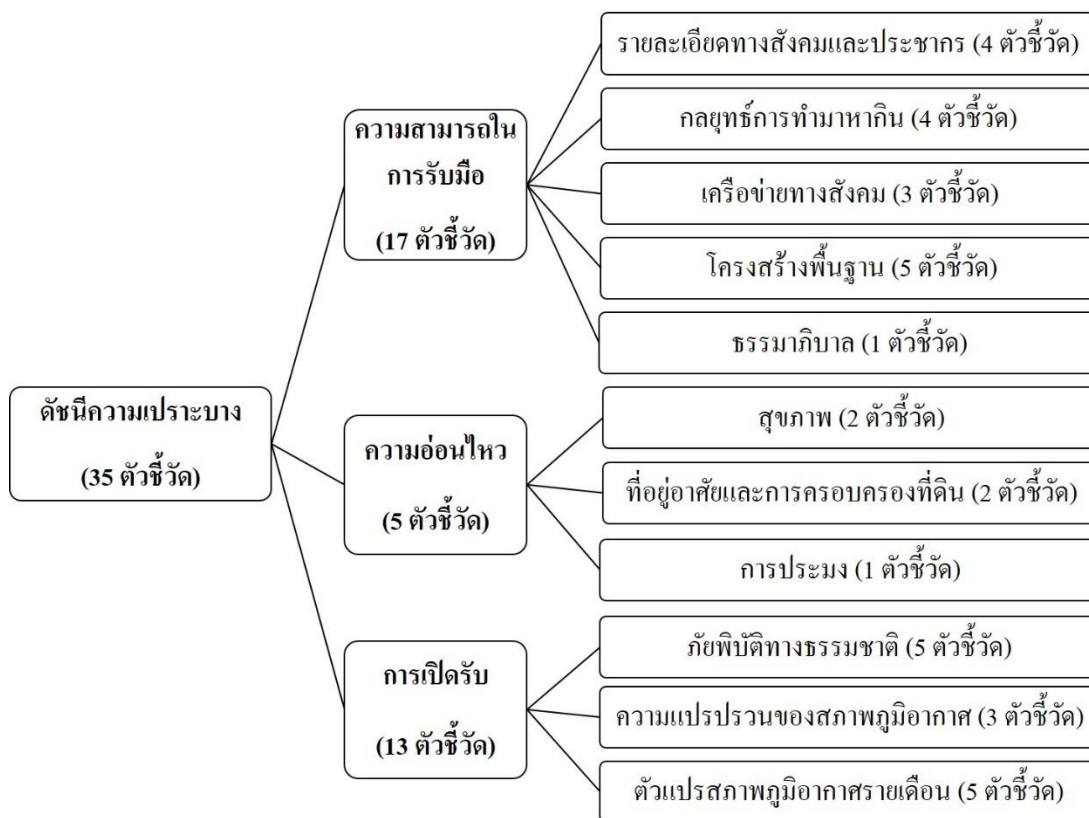 ดัชนีความเปราะบาง
(35 ตัวชี้วัด)
ความสามารถใน
การรับมือ
(17 ตัวชี้วัด)
รายละเอียดทางสังคมและประชากร (4 ตัวชี้วัด)
กลยุทธ์การทำมาหากิน (4 ตัวชี้วัด)
เครือข่ายทางสังคม (3 ตัวชี้วัด)
โครงสร้างพื้นฐาน (5 ตัวชี้วัด)
ธรรมาภิบาล (1 ตัวชี้วัด)
ความอ่อนไหว
(5 ตัวชี้วัด)
สุขภาพ (2 ตัวชี้วัด)
ที่อยู่อาศัยและการครอบครองที่ดิน (2 ตัวชี้วัด)
การประมง (1 ตัวชี้วัด)
การเปิดรับ
(13 ตัวชี้วัด)
ภัยพิบัติทางธรรมชาติ (5 ตัวชี้วัด)
ความแปรปรวนของสภาพภูมิอากาศ (3 ตัวชี้วัด)
ตัวแปรสภาพภูมิอากาศรายเดือน (5 ตัวชี้วัด)